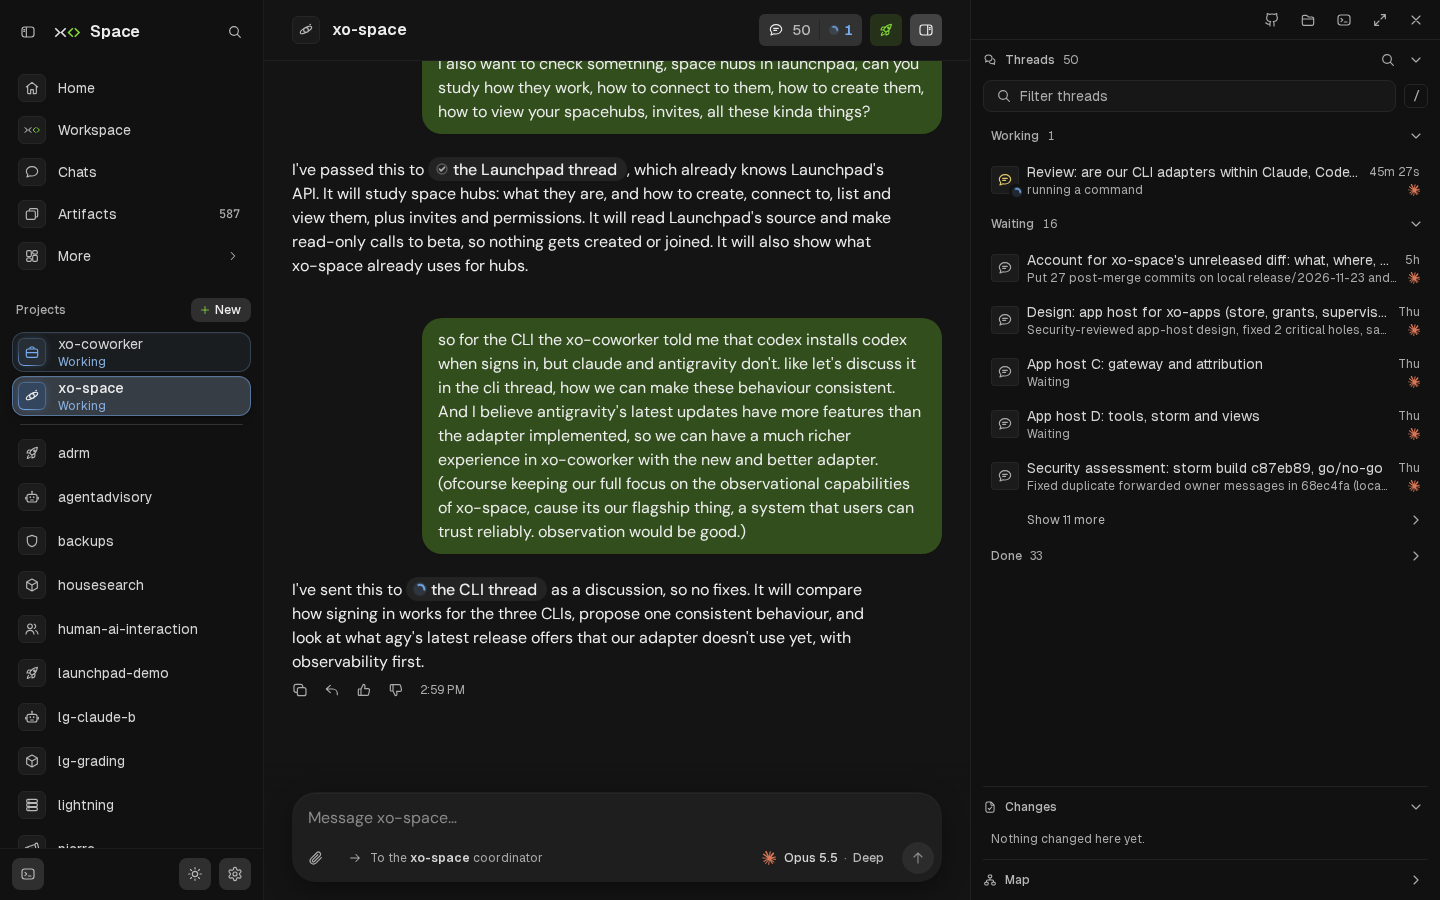 Space
Home
Workspace
Chats
Artifacts 587
More
Projects
+ New
xo-coworker
Working
xo-space
Working
adrm
agentadvisory
backups
housesearch
human-ai-interaction
launchpad-demo
lg-claude-b
lg-grading
lightning
xo-space
50 1
I also want to check something, space hubs in launchpad, can you
study how they work, how to connect to them, how to create them,
how to view your spacehubs, invites, all these kinda things?
I've passed this to the Launchpad thread , which already knows Launchpad's
API. It will study space hubs: what they are, and how to create, connect to, list and
view them, plus invites and permissions. It will read Launchpad's source and make
read-only calls to beta, so nothing gets created or joined. It will also show what
xo-space already uses for hubs.
so for the CLI the xo-coworker told me that codex installs codex
when signs in, but claude and antigravity don't. like let's discuss it
in the cli thread, how we can make these behaviour consistent.
And I believe antigravity's latest updates have more features than
the adapter implemented, so we can have a much richer
experience in xo-coworker with the new and better adapter.
(ofcourse keeping our full focus on the observational capabilities
of xo-space, cause its our flagship thing, a system that users can
trust reliably. observation would be good.)
I've sent this to the CLI thread as a discussion, so no fixes. It will compare
how signing in works for the three CLIs, propose one consistent behaviour, and
look at what agy's latest release offers that our adapter doesn't use yet, with
observability first.
2:59 PM
Message xo-space...
To the xo-space coordinator
Opus 5.5 · Deep
Threads 50
Filter threads
/
Working 1
Review: are our CLI adapters within Claude, Code... 45m 27s
running a command
Waiting 16
Account for xo-space's unreleased diff: what, where, ... 5h
Put 27 post-merge commits on local release/2026-11-23 and...
Design: app host for xo-apps (store, grants, supervis... Thu
Security-reviewed app-host design, fixed 2 critical holes, sa...
App host C: gateway and attribution Thu
Waiting
App host D: tools, storm and views Thu
Waiting
Security assessment: storm build c87eb89, go/no-go Thu
Fixed duplicate forwarded owner messages in 68ec4fa (loca...
Show 11 more
Done 33
Changes
Nothing changed here yet.
Map